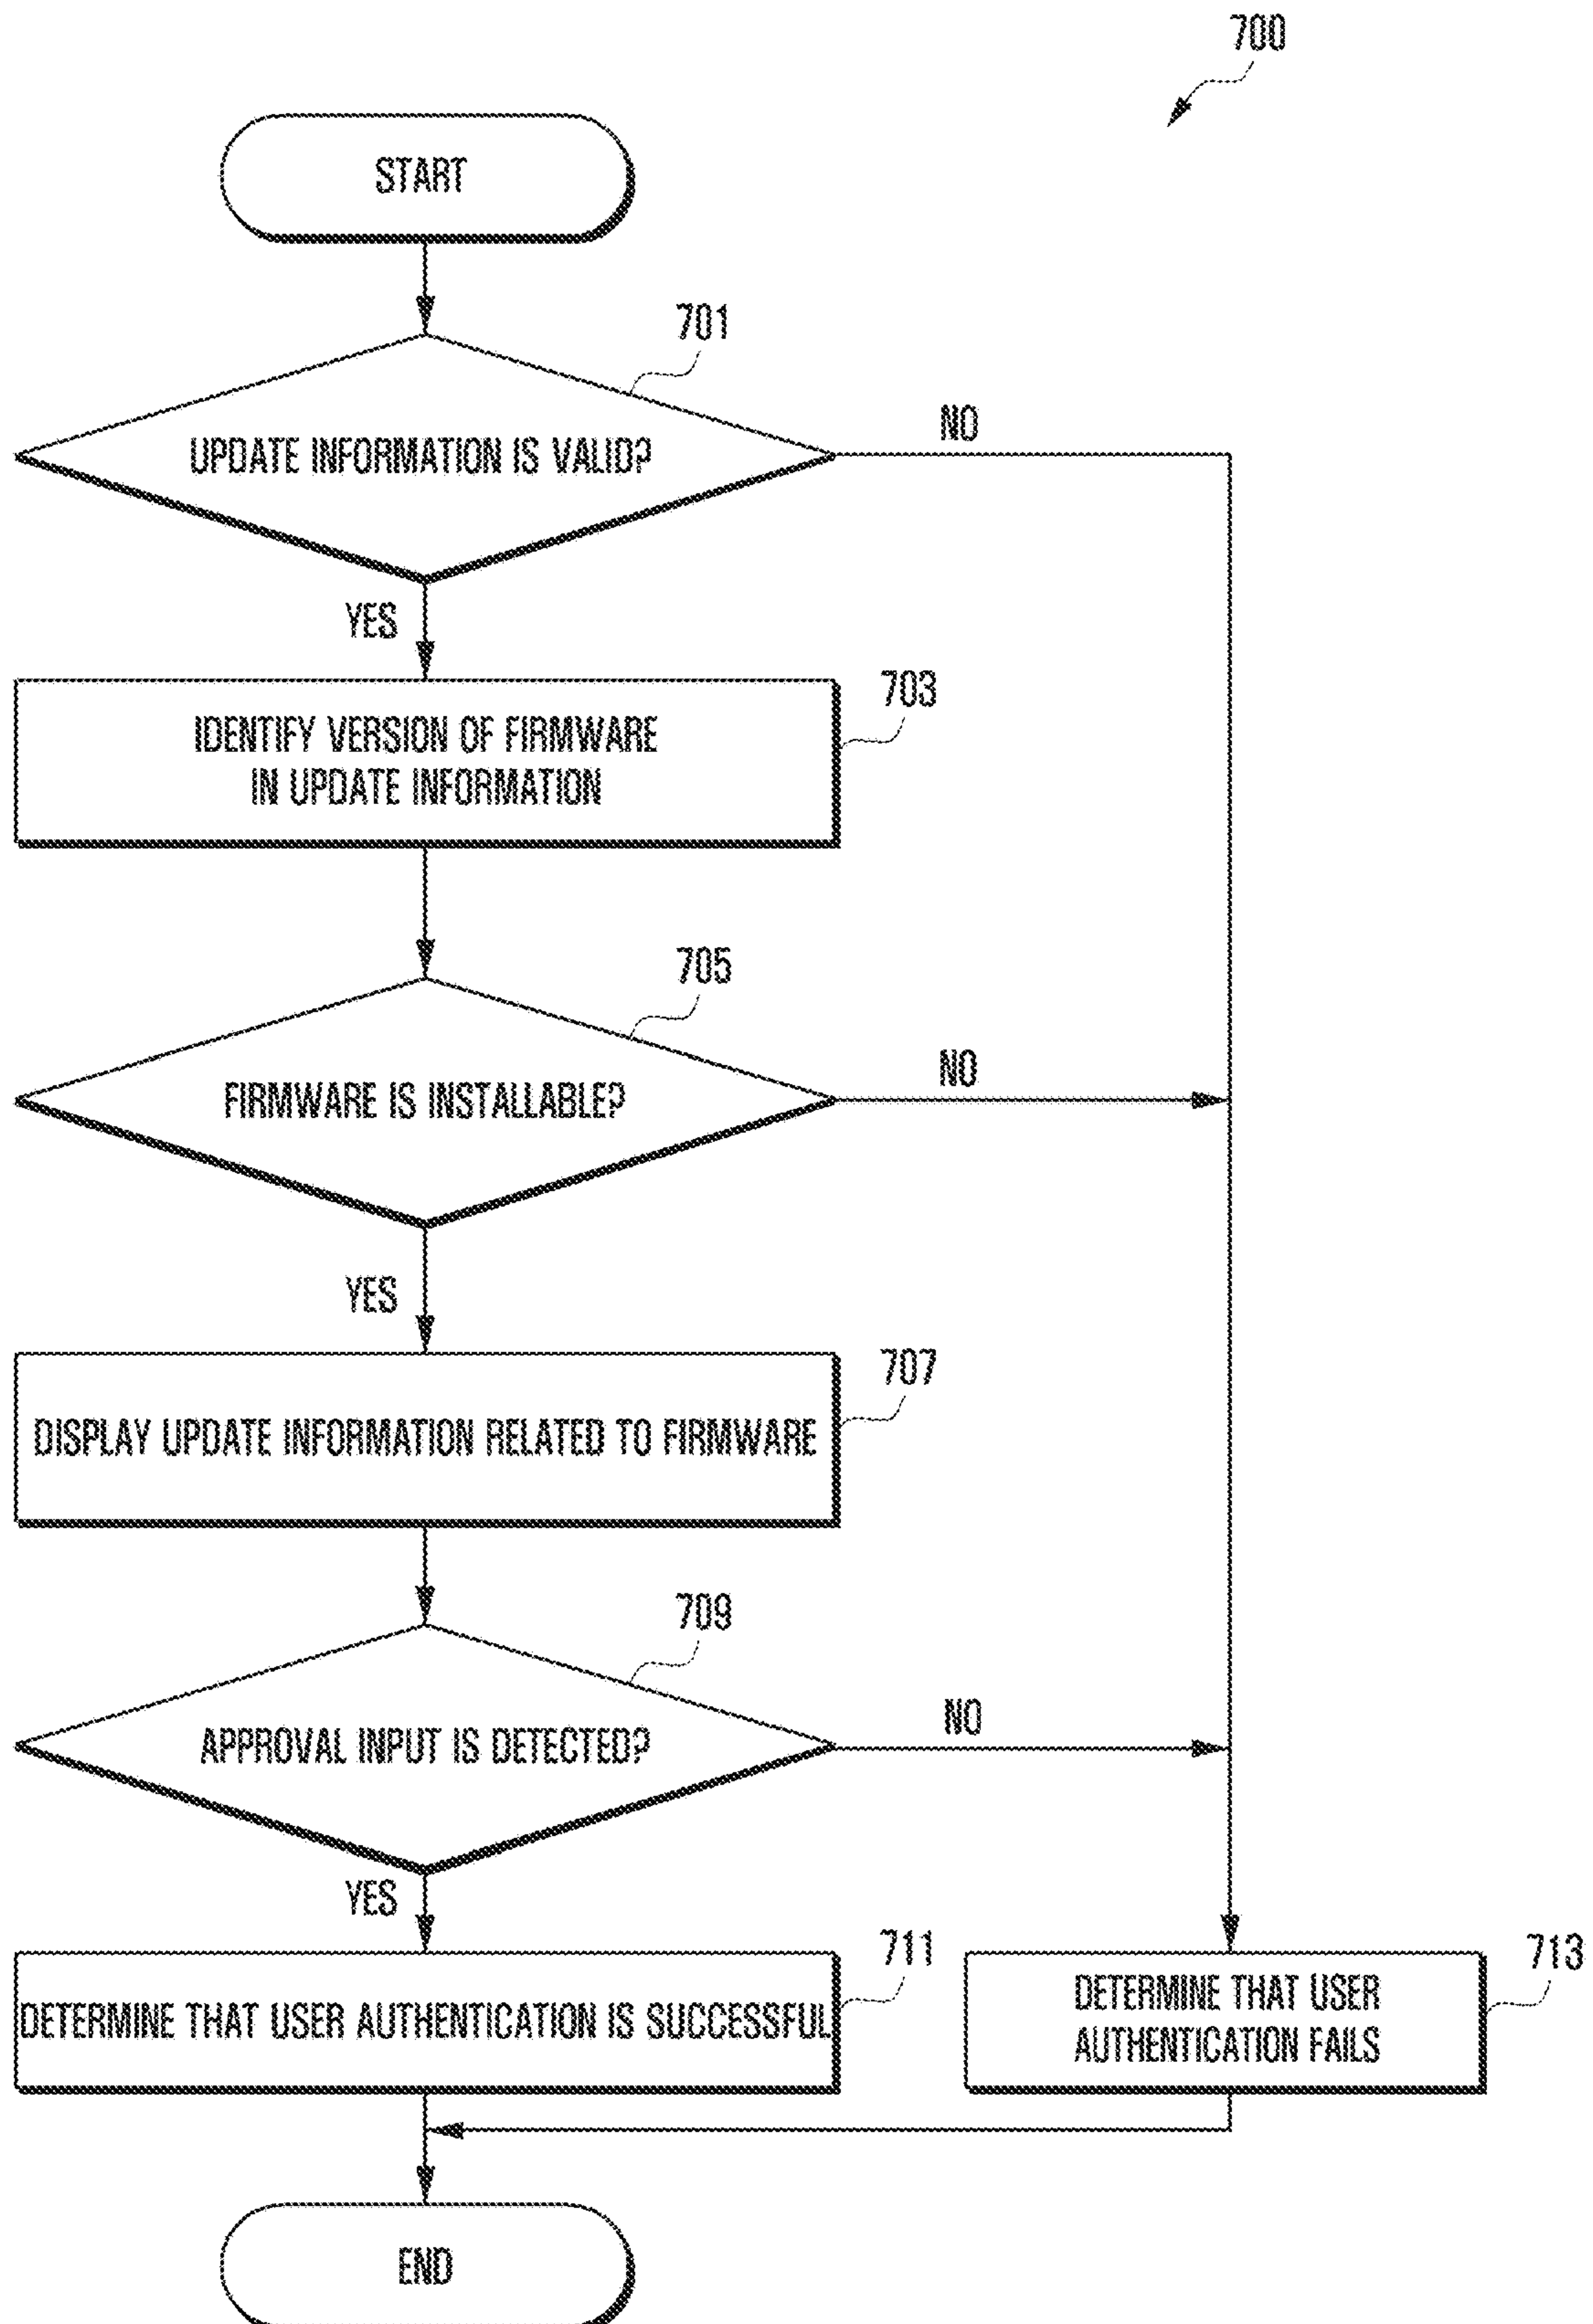 700
START
701
UPDATE INFORMATION IS VALID?
NO
YES
703
IDENTIFY VERSION OF FIRMWARE
IN UPDATE INFORMATION
705
FIRMWARE IS INSTALLABLE?
NO
YES
707
DISPLAY UPDATE INFORMATION RELATED TO FIRMWARE
709
APPROVAL INPUT IS DETECTED?
NO
YES
711
DETERMINE THAT USER AUTHENTICATION IS SUCCESSFUL
713
DETERMINE THAT USER
AUTHENTICATION FAILS
END